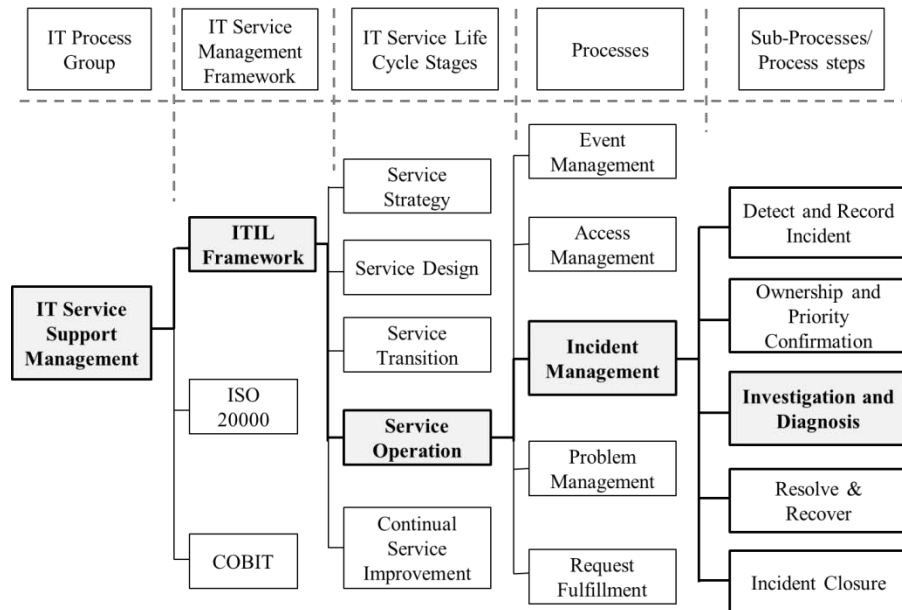 IT Process
Group
IT Service
Management
Framework
IT Service Life
Cycle Stages
Processes
Sub-Processes/
Process steps
IT Service
Support
Management
ITIL
Framework
ISO
20000
COBIT
Service
Strategy
Service Design
Service
Transition
Service
Operation
Continual
Service
Improvement
Event
Management
Access
Management
Incident
Management
Problem
Management
Request
Fulfillment
Detect and Record
Incident
Ownership and
Priority
Confirmation
Investigation and
Diagnosis
Resolve &
Recover
Incident Closure